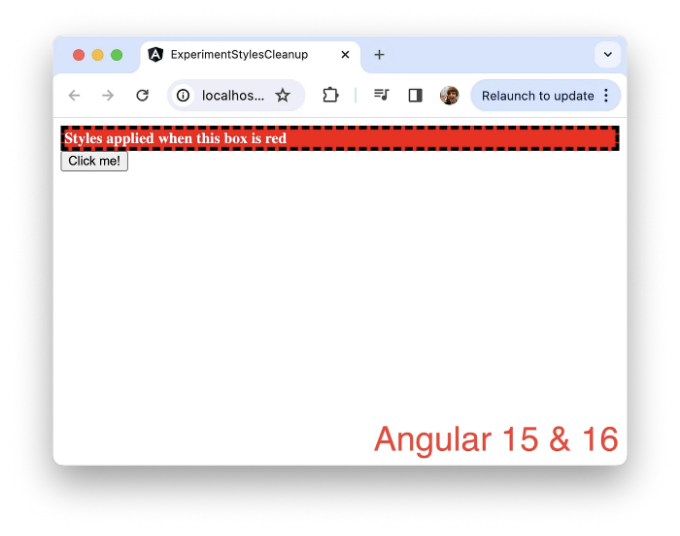 ExperimentStylesCleanup
localhos...
Relaunch to update
Styles applied when this box is red
Click me!
Angular 15 & 16